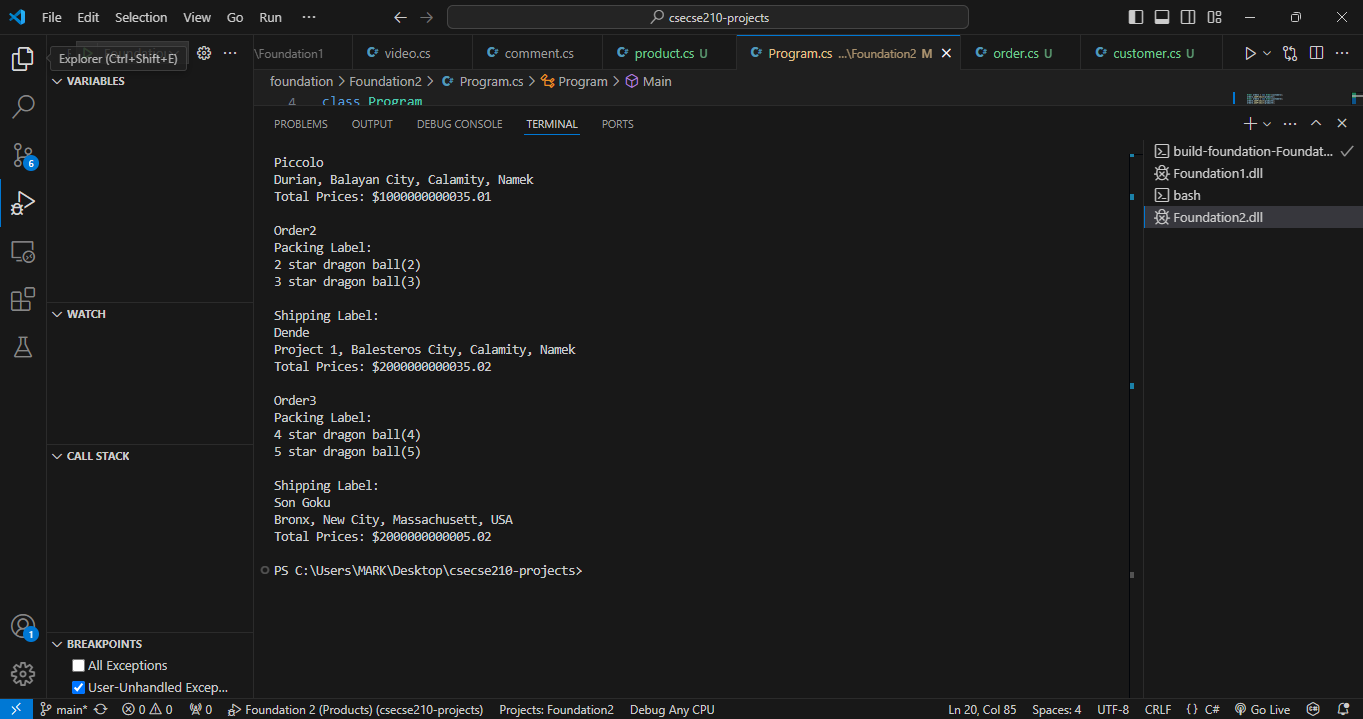 File Edit Selection View Go Run ··· csecse210-projects
Explorer (Ctrl+Shift+E)
\Foundation1 video.cs comment.cs product.cs U Program.cs ...\Foundation2 M order.cs U customer.cs U
foundation > Foundation2 > Program.cs > Program > Main
4 class Program
PROBLEMS OUTPUT DEBUG CONSOLE TERMINAL PORTS
VARIABLES
WATCH
CALL STACK
BREAKPOINTS
All Exceptions
User-Unhandled Excep...
6
1
Piccolo
Durian, Balayan City, Calamity, Namek
Total Prices: $1000000000035.01
Order2
Packing Label:
2 star dragon ball(2)
3 star dragon ball(3)
Shipping Label:
Dende
Project 1, Balesteros City, Calamity, Namek
Total Prices: $2000000000035.02
Order3
Packing Label:
4 star dragon ball(4)
5 star dragon ball(5)
Shipping Label:
Son Goku
Bronx, New City, Massachusett, USA
Total Prices: $2000000000005.02
PS C:\Users\MARK\Desktop\csecse210-projects>
build-foundation-Foundat...
Foundation1.dll
bash
Foundation2.dll
main* 0 0 0 Foundation 2 (Products) (csecse210-projects) Projects: Foundation2 Debug Any CPU Ln 20, Col 85 Spaces: 4 UTF-8 CRLF {} C# Go Live